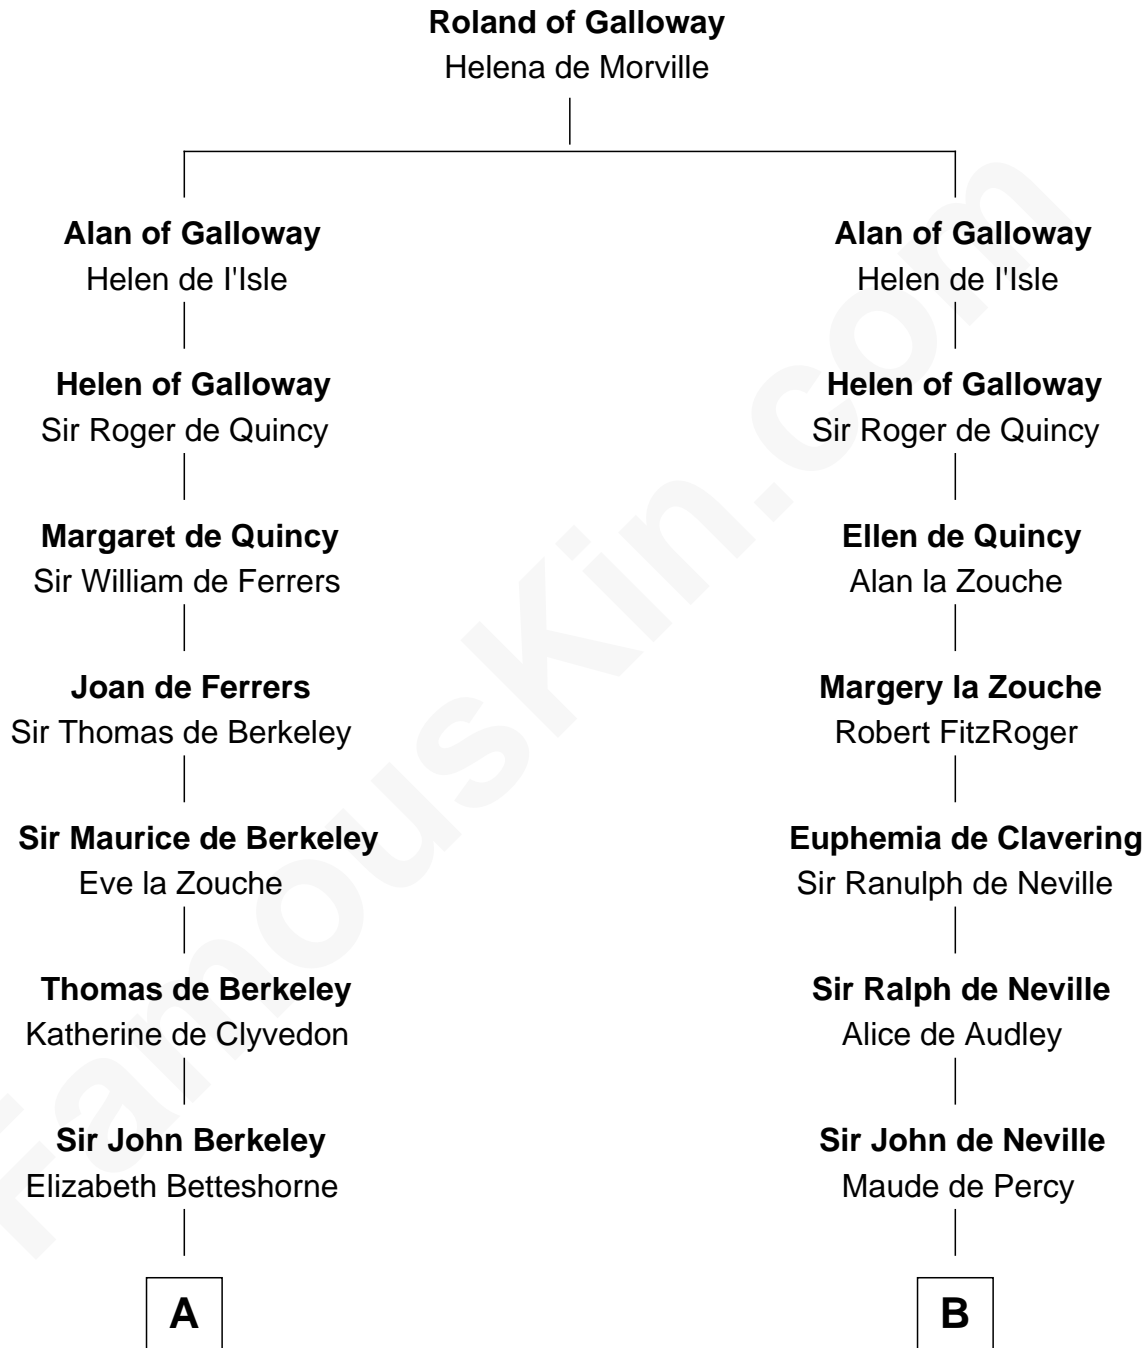 Roland of Galloway
Helena de Morville
Alan of Galloway
Helen de I'Isle
Helen of Galloway
Sir Roger de Quincy
Margaret de Quincy
Sir William de Ferrers
Joan de Ferrers
Sir Thomas de Berkeley
Sir Maurice de Berkeley
Eve la Zouche
Thomas de Berkeley
Katherine de Clyvedon
Sir John Berkeley
Elizabeth Betteshorne
A
Alan of Galloway
Helen de I'Isle
Helen of Galloway
Sir Roger de Quincy
Ellen de Quincy
Alan la Zouche
Margery la Zouche
Robert FitzRoger
Euphemia de Clavering
Sir Ranulph de Neville
Sir Ralph de Neville
Alice de Audley
Sir John de Neville
Maude de Percy
B
FamousKin.com